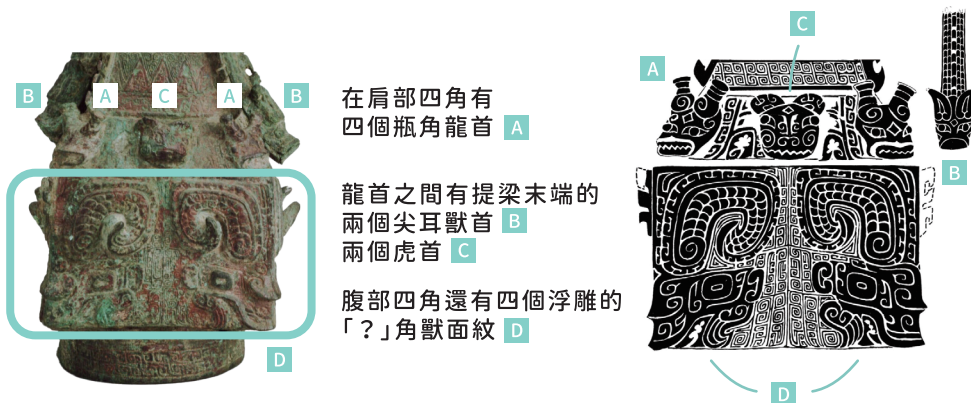 B
A
C
A
B
D
在肩部四角有
四個瓶角龍首 A
龍首之間有提梁末端的
兩個尖耳獸首 B
兩個虎首 C
腹部四角還有四個浮雕的
「?」角獸面紋 D
C
A
B
D